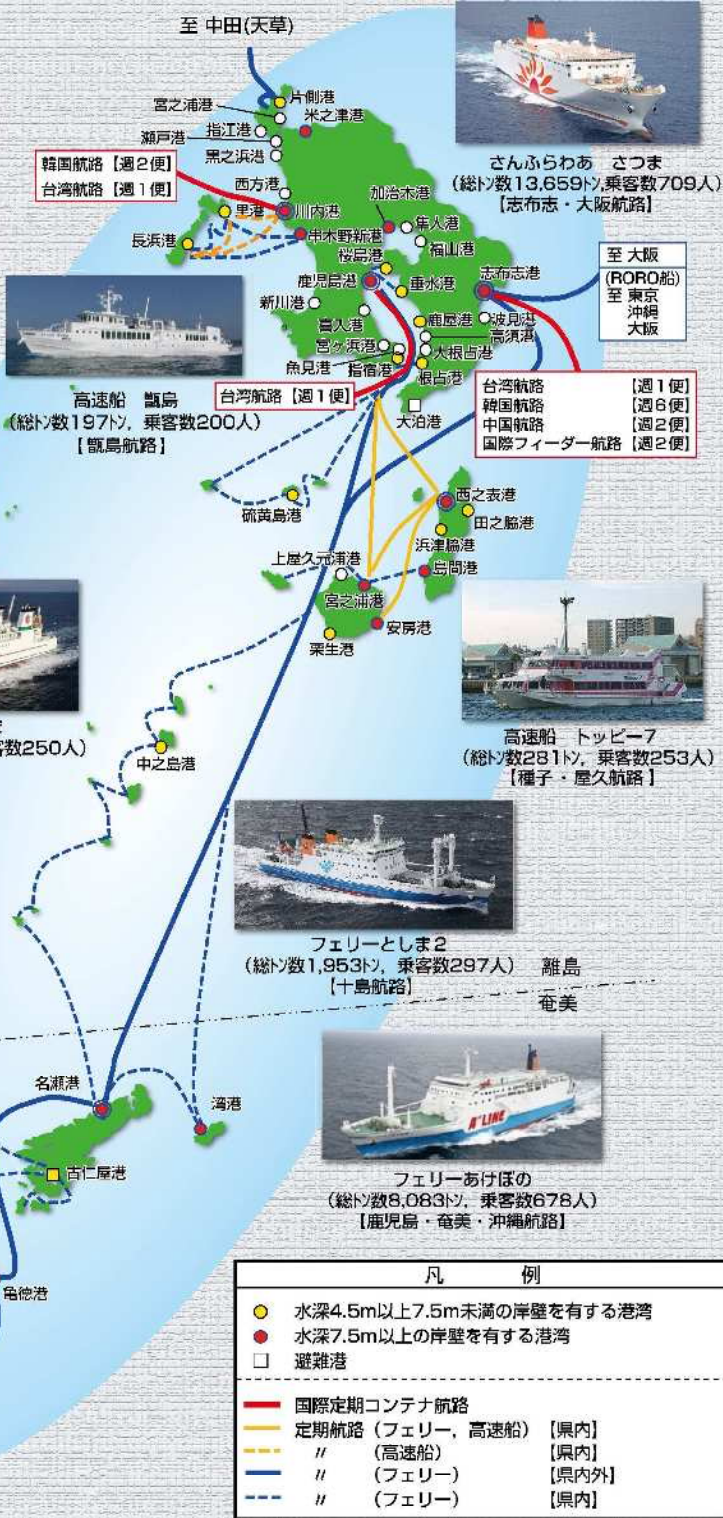 至 中田(天草)
片側港
宮之浦港
米之津港
指江港
瀬戸港
黒之浜港
韓国航路【週2便】
台湾航路【週1便】
西方港
里港
川内港
加治木港
隼人港
福山港
長浜港
串木野新港
桜島港
鹿児島港
垂水港
志布志港
新川港
喜入港
鹿屋港
波見港
高須港
宮ヶ浜港
大根占港
魚見港
指宿港
根占港
大泊港
さんふらわあ さつま
(総トン数13,659トン,乗客数709人)
【志布志・大阪航路】
至 大阪
(RORO船)
至 東京
沖縄
大阪
高速船 甑島
(総トン数197トン, 乗客数200人)
【甑島航路】
台湾航路【週1便】
台湾航路 【週1便】
韓国航路 【週6便】
中国航路 【週2便】
国際フィーダー航路【週2便】
硫黄島港
西之表港
田之脇港
浜津脇港
上屋久元浦港
島間港
宮之浦港
安房港
栗生港
客数250人)
中之島港
高速船 トッピー7
(総トン数281トン, 乗客数253人)
【種子・屋久航路】
フェリーとしま2
(総トン数1,953トン, 乗客数297人)
【十島航路】
離島
奄美
名瀬港
湾港
古仁屋港
亀徳港
A"LINE
フェリーあけぼの
(総トン数8,083トン, 乗客数678人)
【鹿児島・奄美・沖縄航路】
凡 例
水深4.5m以上7.5m未満の岸壁を有する港湾
水深7.5m以上の岸壁を有する港湾
避難港
国際定期コンテナ航路
定期航路(フェリー, 高速船)【県内】
〃 (高速船) 【県内】
〃 (フェリー) 【県内外】
〃 (フェリー) 【県内】